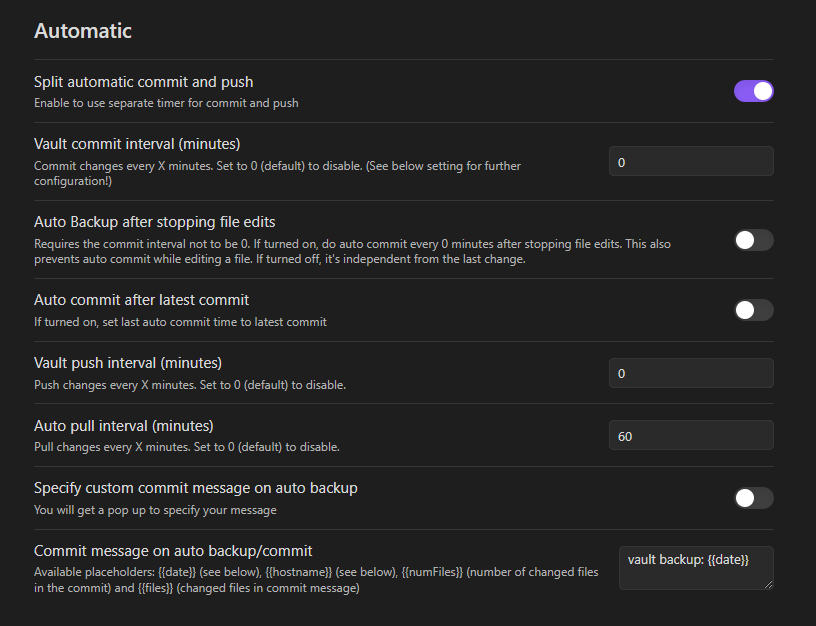 Automatic
Split automatic commit and push
Enable to use separate timer for commit and push
Vault commit interval (minutes)
Commit changes every X minutes. Set to 0 (default) to disable. (See below setting for further
configuration!)
0
Auto Backup after stopping file edits
Requires the commit interval not to be 0. If turned on, do auto commit every 0 minutes after stopping file edits. This also
prevents auto commit while editing a file. If turned off, it's independent from the last change.
Auto commit after latest commit
If turned on, set last auto commit time to latest commit
Vault push interval (minutes)
Push changes every X minutes. Set to 0 (default) to disable.
0
Auto pull interval (minutes)
Pull changes every X minutes. Set to 0 (default) to disable.
60
Specify custom commit message on auto backup
You will get a pop up to specify your message
Commit message on auto backup/commit
Available placeholders: {{date}} (see below), {{hostname}} (see below), {{numFiles}} (number of changed files
in the commit) and {{files}} (changed files in commit message)
vault backup: {{date}}